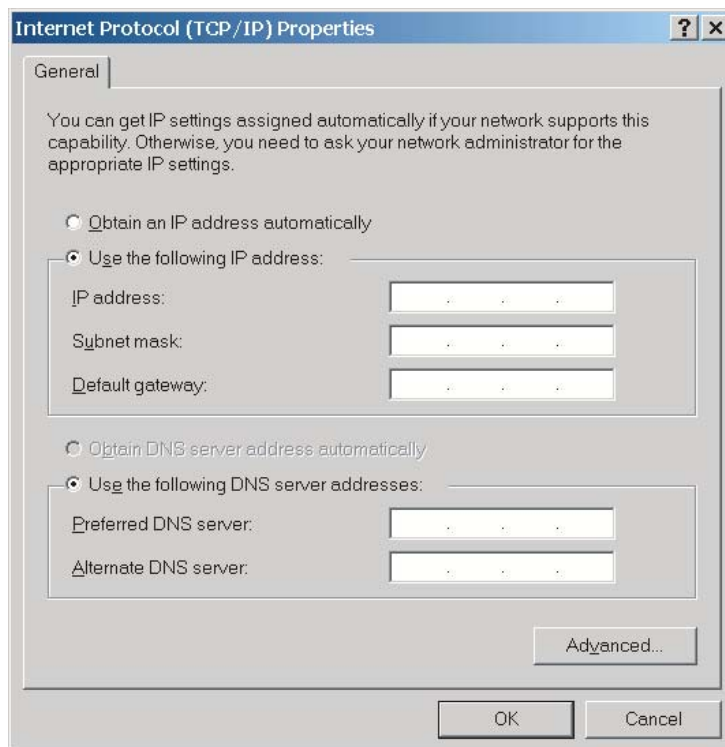 Internet Protocol (TCP/IP) Properties
General
You can get IP settings assigned automatically if your network supports this
capability. Otherwise, you need to ask your network administrator for the
appropriate IP settings.
Obtain an IP address automatically
Use the following IP address:
IP address:
Subnet mask:
Default gateway:
Obtain DNS server address automatically
Use the following DNS server addresses:
Preferred DNS server:
Alternate DNS server:
Advanced...
OK
Cancel